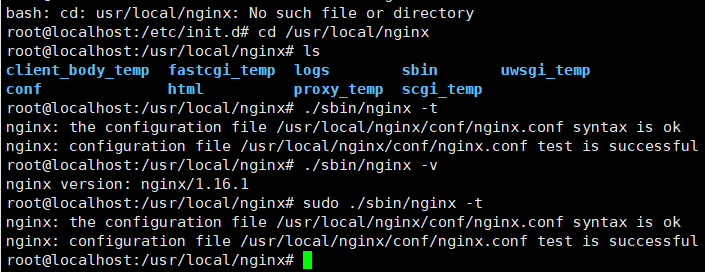 bash: cd: usr/local/nginx: No such file or directory
root@localhost:/etc/init.d# cd /usr/local/nginx
root@localhost:/usr/local/nginx# ls
client_body_temp  fastcgi_temp  logs        sbin       uwsgi_temp
conf              html          proxy_temp  scgi_temp
root@localhost:/usr/local/nginx# ./sbin/nginx -t
nginx: the configuration file /usr/local/nginx/conf/nginx.conf syntax is ok
nginx: configuration file /usr/local/nginx/conf/nginx.conf test is successful
root@localhost:/usr/local/nginx# ./sbin/nginx -v
nginx version: nginx/1.16.1
root@localhost:/usr/local/nginx# sudo ./sbin/nginx -t
nginx: the configuration file /usr/local/nginx/conf/nginx.conf syntax is ok
nginx: configuration file /usr/local/nginx/conf/nginx.conf test is successful
root@localhost:/usr/local/nginx#